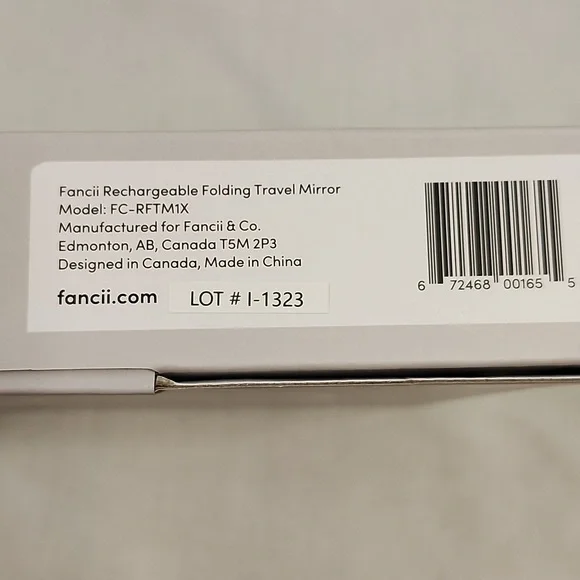 Fancii Rechargeable Folding Travel Mirror
Model: FC-RFTM1X
Manufactured for Fancii & Co.
Edmonton, AB, Canada T5M 2P3
Designed in Canada, Made in China
fancii.com LOT # I-1323
6 72468 00165 5